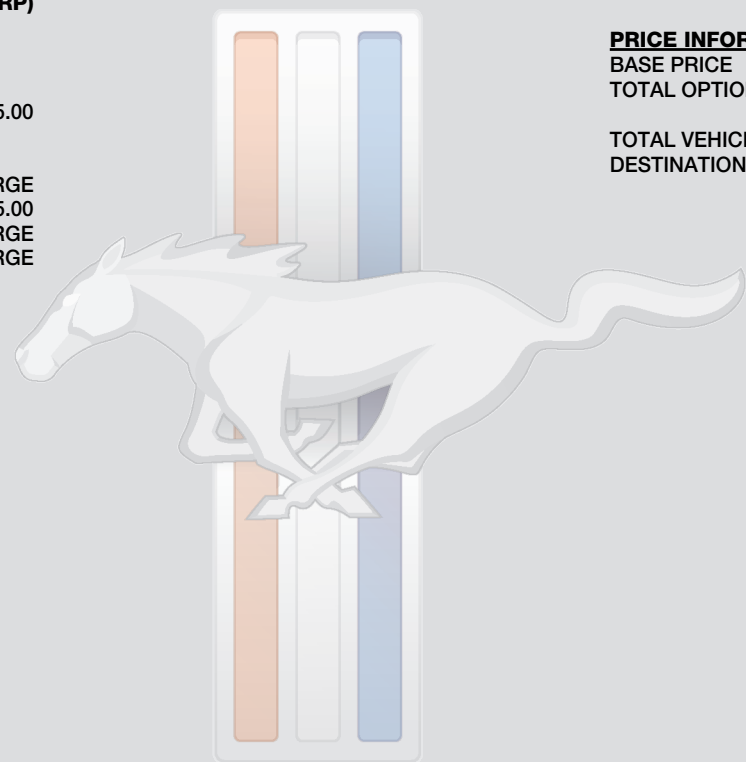 RP)
5.00
RGE
5.00
RGE
RGE
PRICE INFOR
BASE PRICE
TOTAL OPTIO
TOTAL VEHICL
DESTINATION